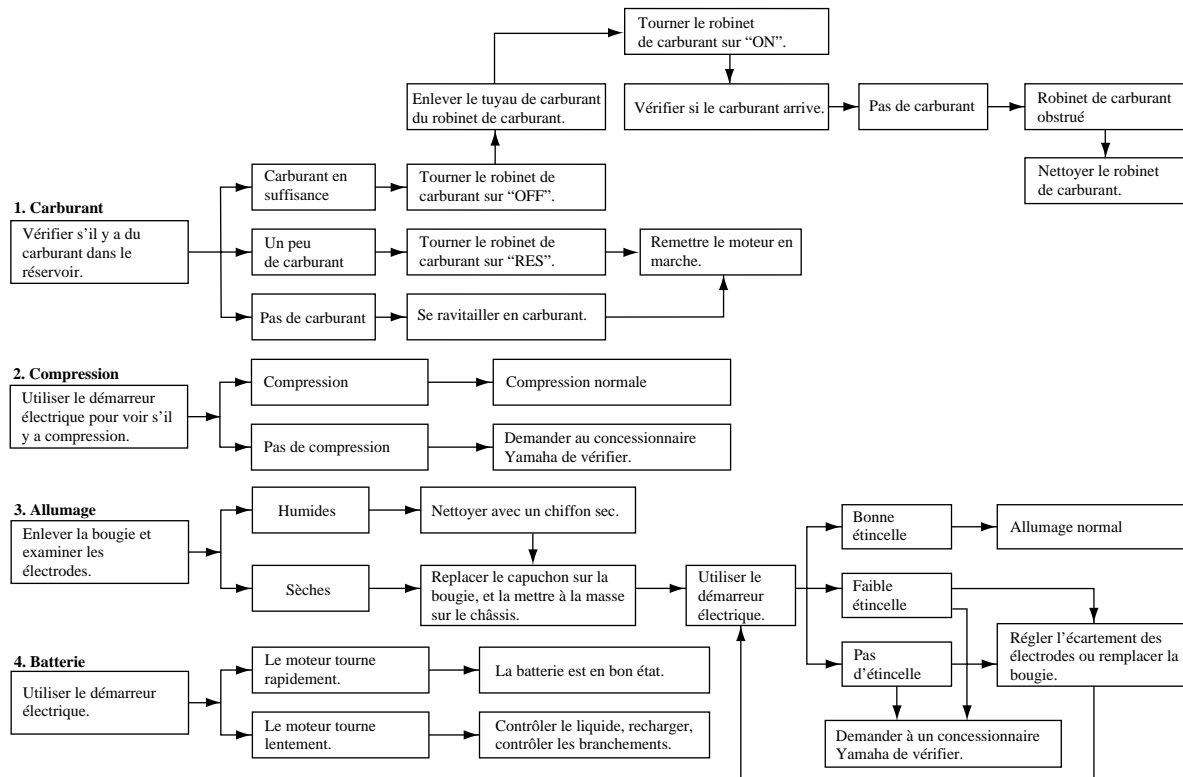 1. Carburant
Vérifier s’il y a du
carburant dans le
réservoir.
Carburant en
suffisance
Tourner le robinet de
carburant sur “OFF”.
Enlever le tuyau de carburant
du robinet de carburant.
Tourner le robinet
de carburant sur “ON”.
Vérifier si le carburant arrive.
Pas de carburant
Robinet de carburant
obstrué
Nettoyer le robinet
de carburant.
Un peu
de carburant
Tourner le robinet de
carburant sur “RES”.
Remettre le moteur en
marche.
Pas de carburant
Se ravitailler en carburant.
2. Compression
Utiliser le démarreur
électrique pour voir s’il
y a compression.
Compression
Compression normale
Pas de compression
Demander au concessionnaire
Yamaha de vérifier.
3. Allumage
Enlever la bougie et
examiner les
électrodes.
Humides
Nettoyer avec un chiffon sec.
Sèches
Replacer le capuchon sur la
bougie, et la mettre à la masse
sur le châssis.
Utiliser le
démarreur
électrique.
Bonne
étincelle
Allumage normal
Faible
étincelle
Pas
d’étincelle
Régler l’écartement des
électrodes ou remplacer la
bougie.
Demander à un concessionnaire
Yamaha de vérifier.
4. Batterie
Utiliser le démarreur
électrique.
Le moteur tourne
rapidement.
La batterie est en bon état.
Le moteur tourne
lentement.
Contrôler le liquide, recharger,
contrôler les branchements.